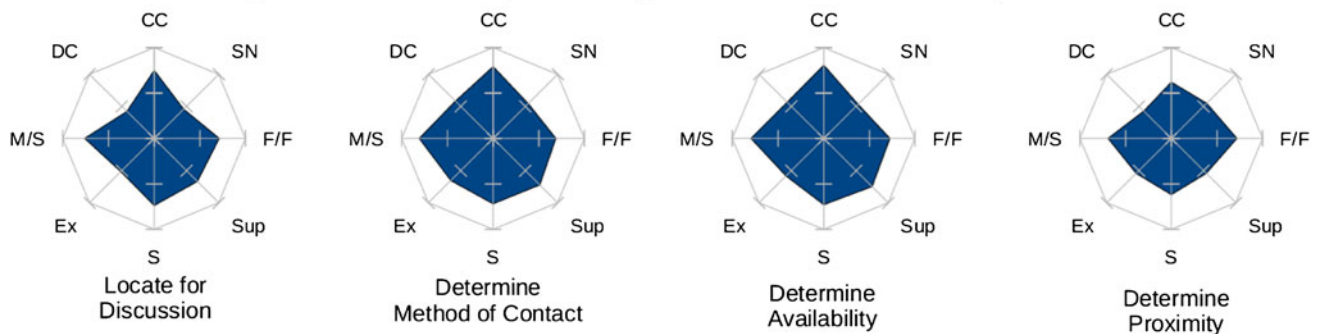 CC
DC
SN
M/S
F/F
Ex
Sup
S
Locate for
Discussion
CC
DC
SN
M/S
F/F
Ex
Sup
S
Determine
Method of Contact
CC
DC
SN
M/S
F/F
Ex
Sup
S
Determine
Availability
CC
DC
SN
M/S
F/F
Ex
Sup
S
Determine
Proximity